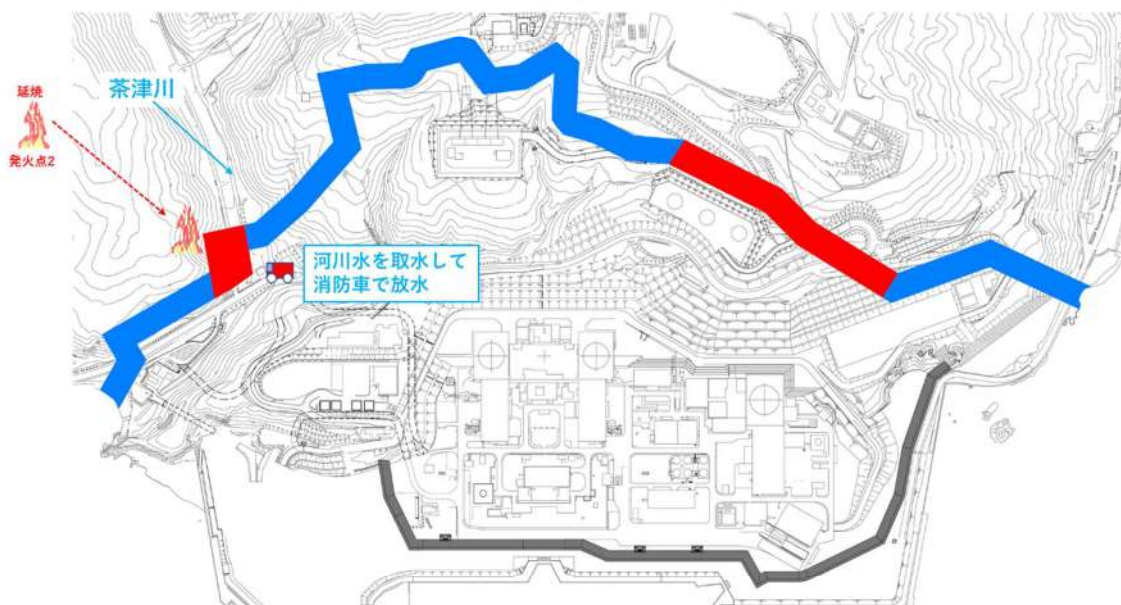 延焼
発火点2
茶津川
河川水を取水して
消防車で放水